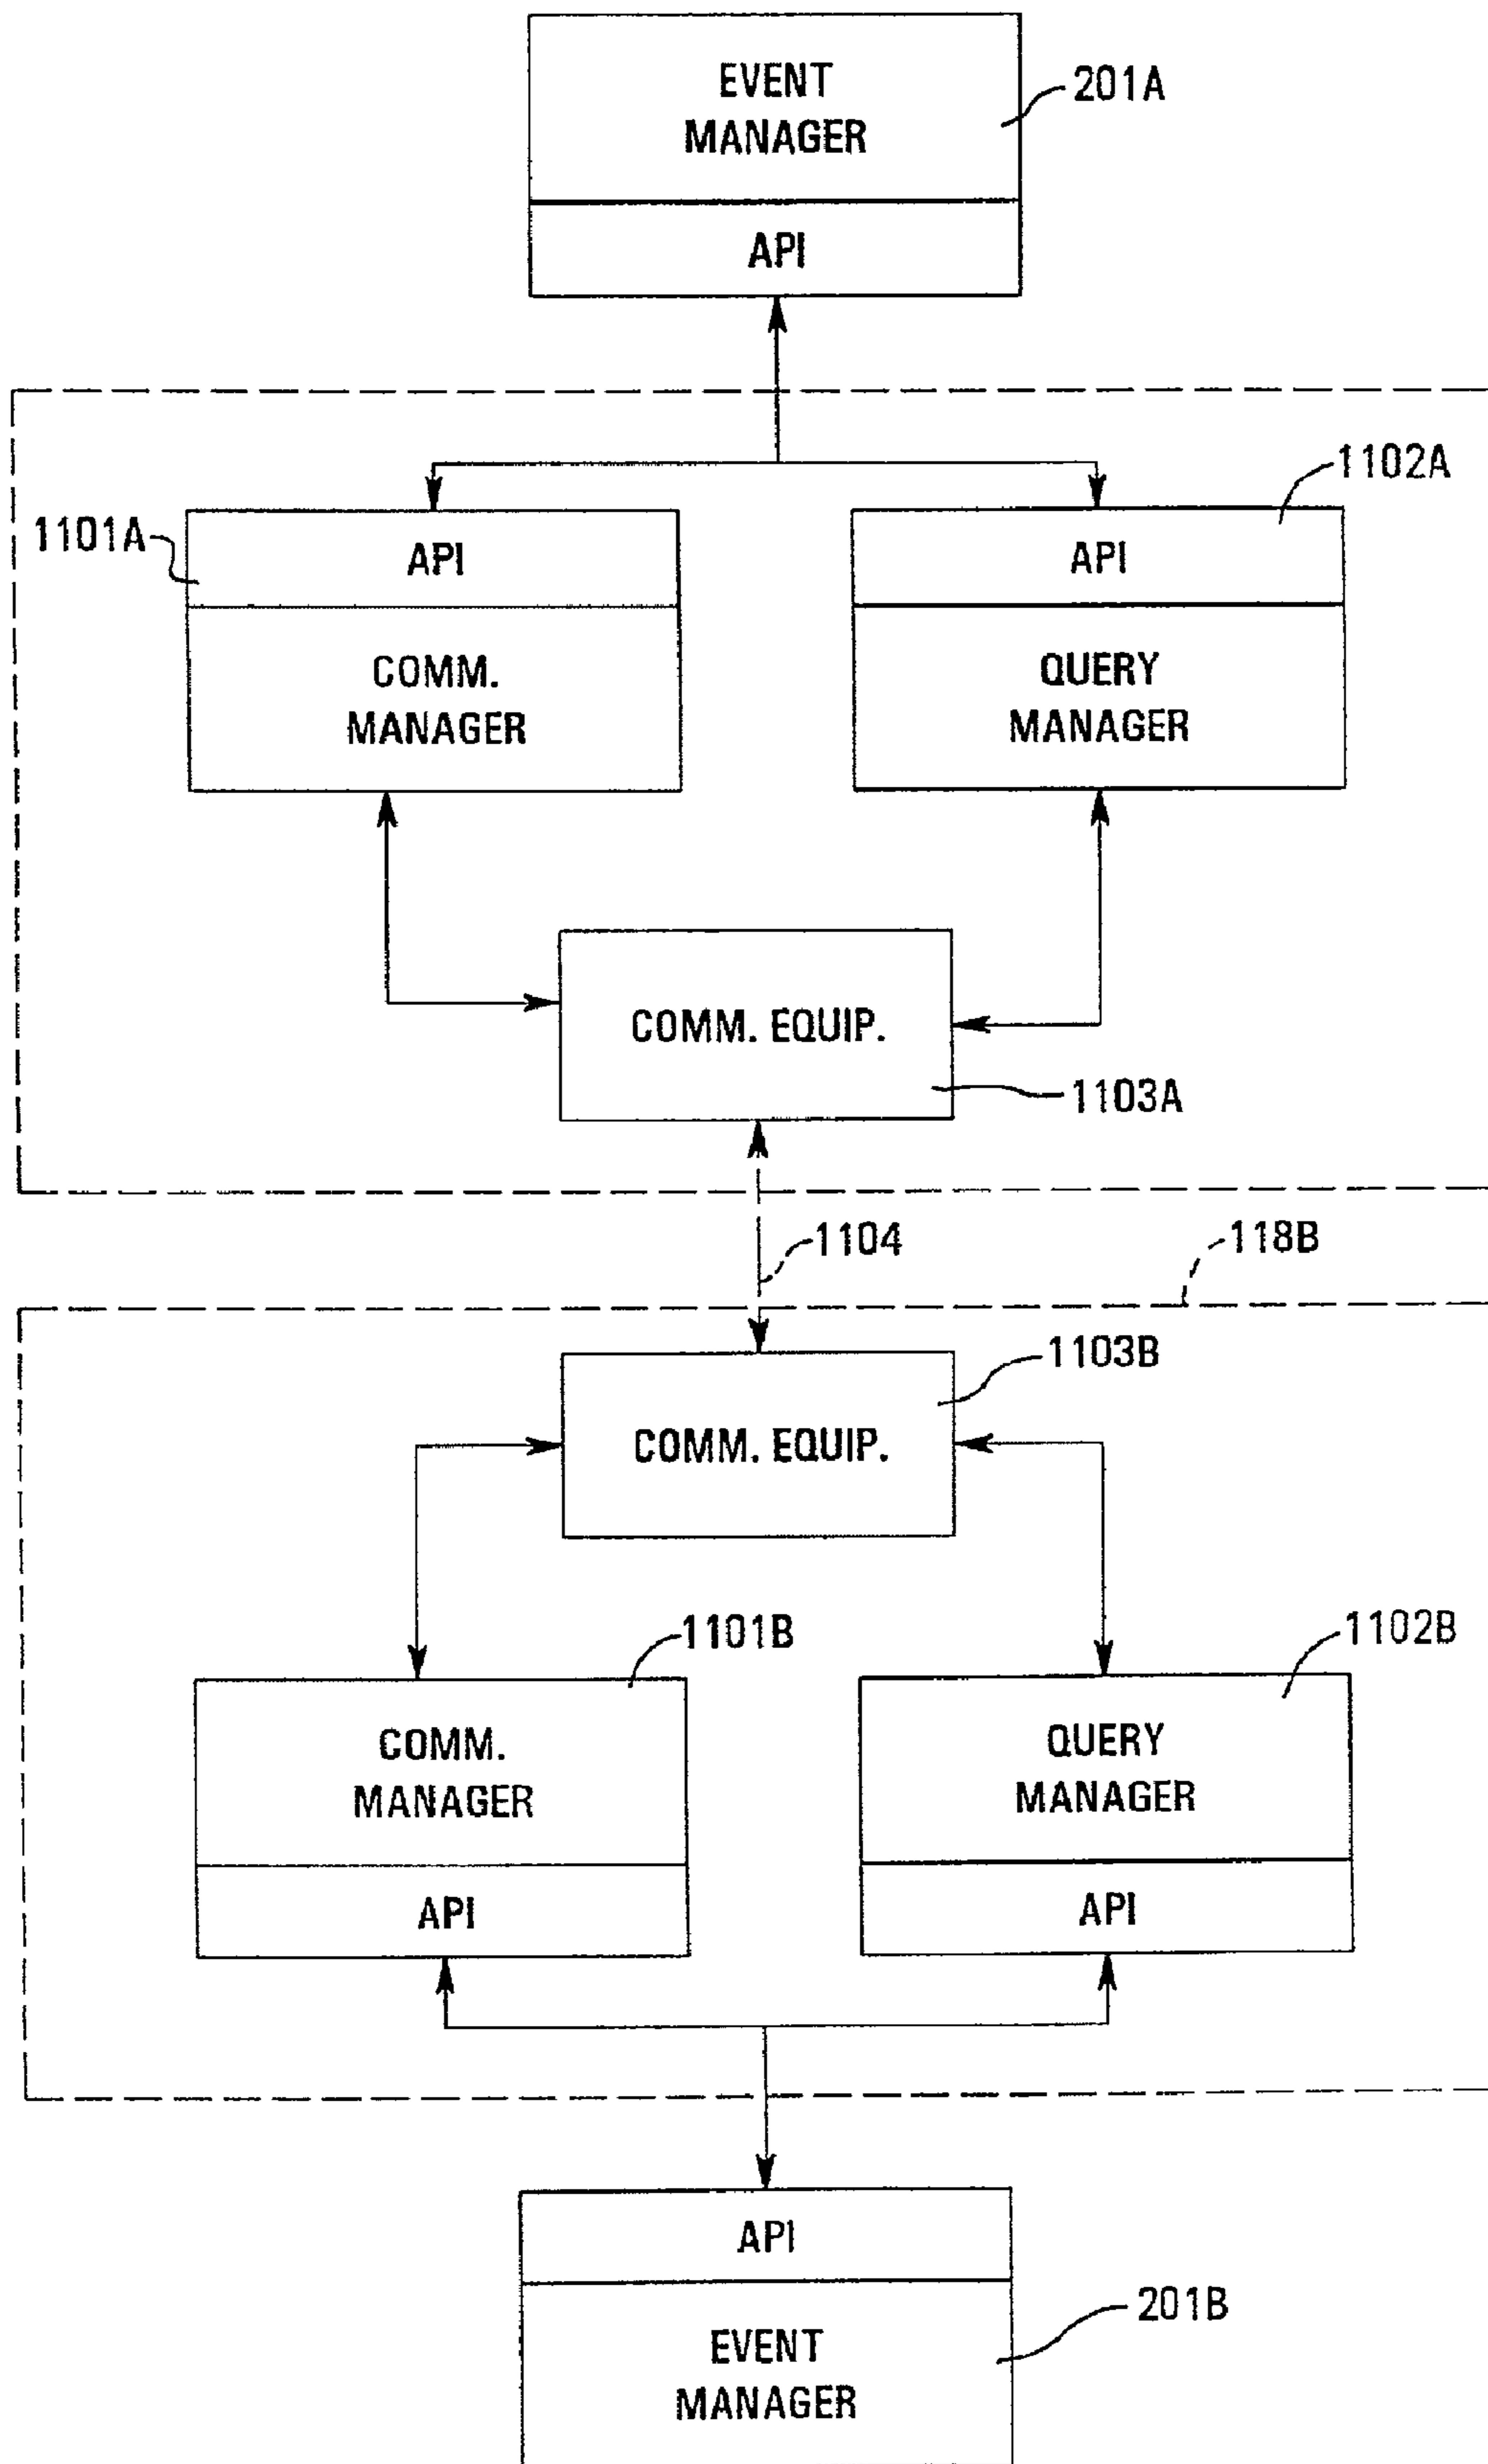 EVENT
MANAGER
201A
API
1102A
1101A
API
API
COMM.
MANAGER
QUERY
MANAGER
COMM. EQUIP.
1103A
1104
118B
1103B
COMM. EQUIP.
1101B
1102B
COMM.
MANAGER
QUERY
MANAGER
API
API
API
201B
EVENT
MANAGER